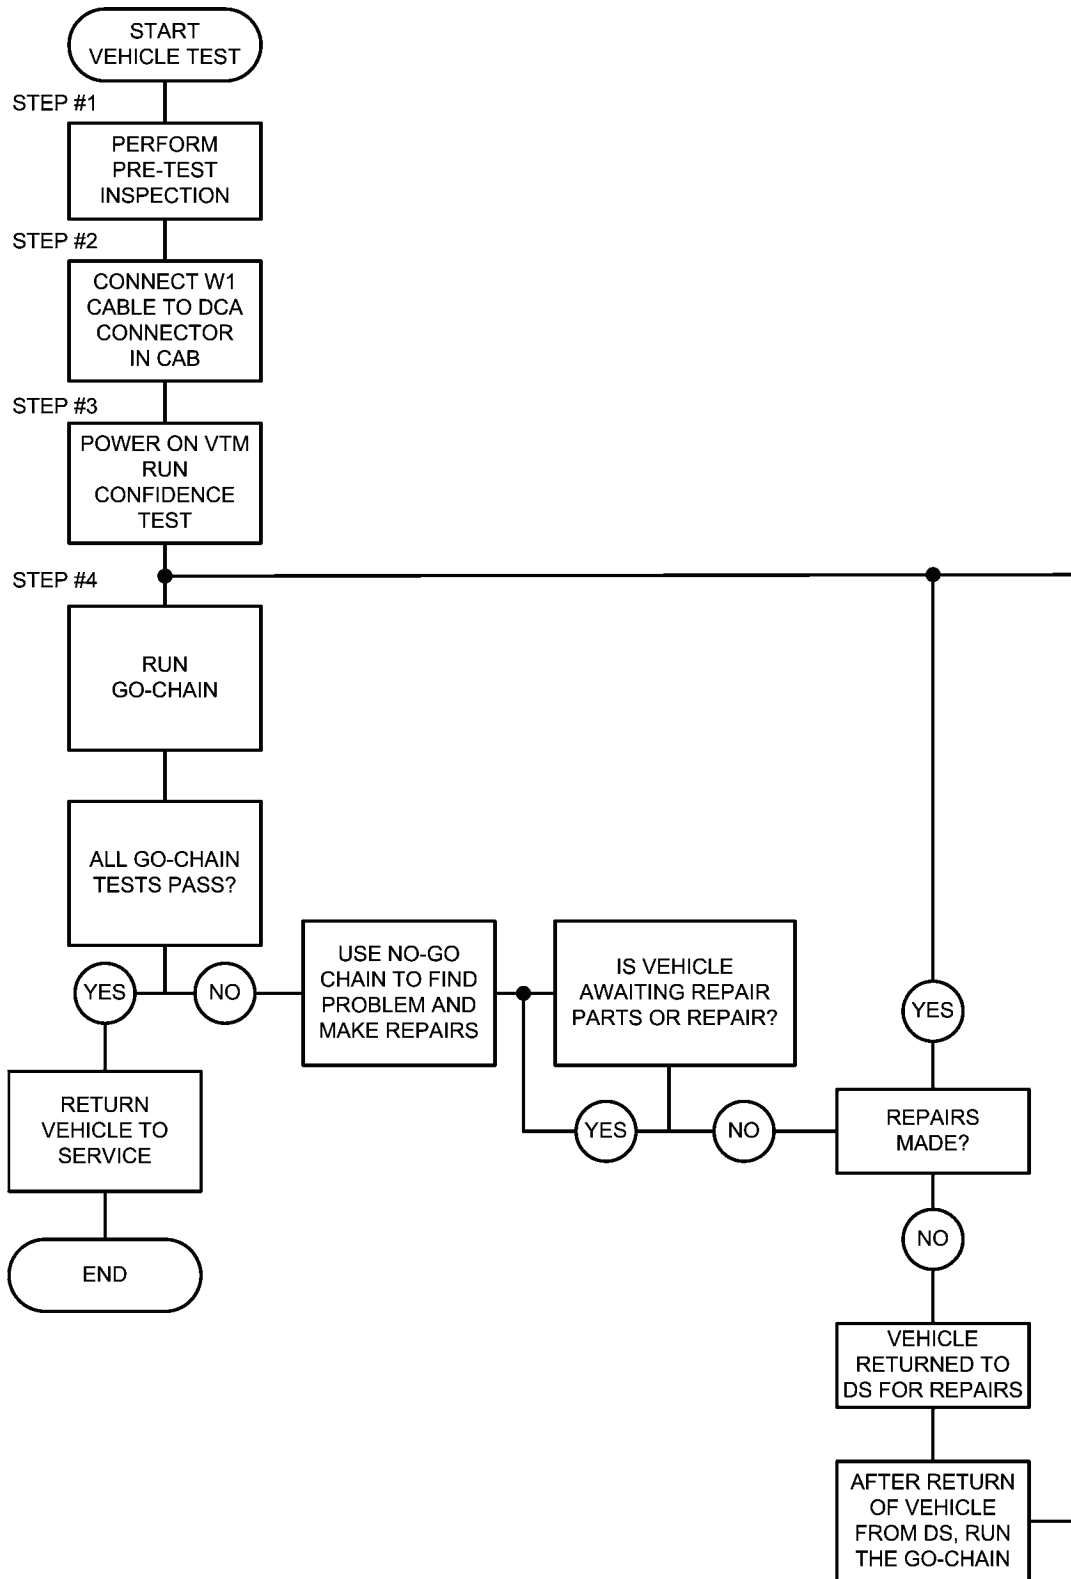 START
VEHICLE TEST
STEP #1
PERFORM
PRE-TEST
INSPECTION
STEP #2
CONNECT W1
CABLE TO DCA
CONNECTOR
IN CAB
STEP #3
POWER ON VTM
RUN
CONFIDENCE
TEST
STEP #4
RUN
GO-CHAIN
ALL GO-CHAIN
TESTS PASS?
YES
NO
RETURN
VEHICLE TO
SERVICE
END
USE NO-GO
CHAIN TO FIND
PROBLEM AND
MAKE REPAIRS
IS VEHICLE
AWAITING REPAIR
PARTS OR REPAIR?
YES
NO
YES
REPAIRS
MADE?
NO
VEHICLE
RETURNED TO
DS FOR REPAIRS
AFTER RETURN
OF VEHICLE
FROM DS, RUN
THE GO-CHAIN